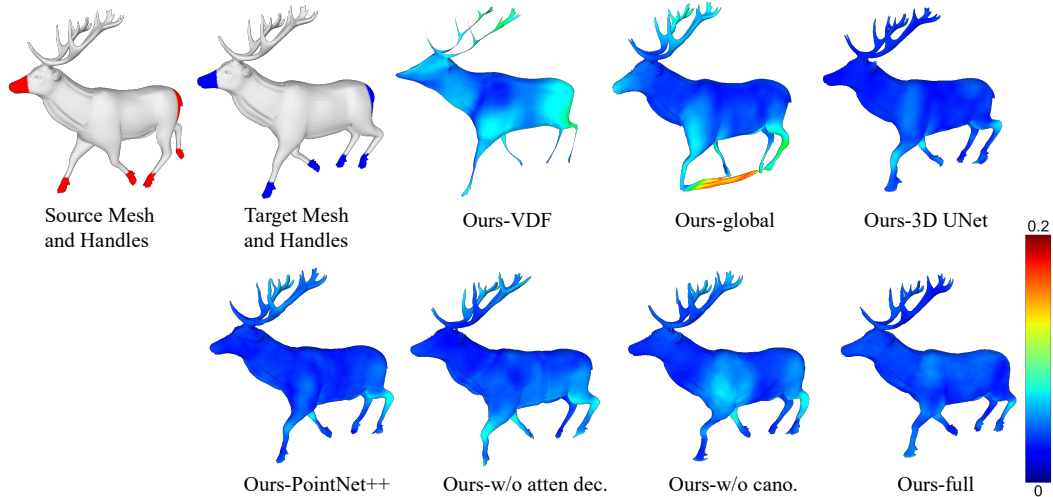 Source Mesh
and Handles
Target Mesh
and Handles
Ours-VDF
Ours-global
Ours-3D UNet
0.2
Ours-PointNet++
Ours-w/o atten dec.
Ours-w/o cano.
Ours-full
0